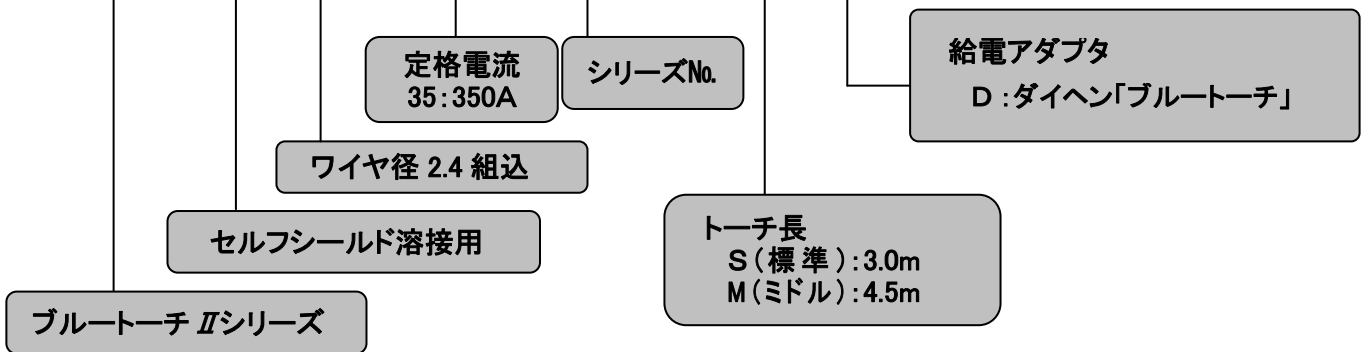 給電アダプタ
D:ダイヘン「ブルートーチ」
定格電流
35:350A
シリーズNo.
ワイヤ径 2.4 組込
トーチ長
S(標 準):3.0m
M(ミドル):4.5m
セルフシールド溶接用
ブルートーチ Ⅱシリーズ